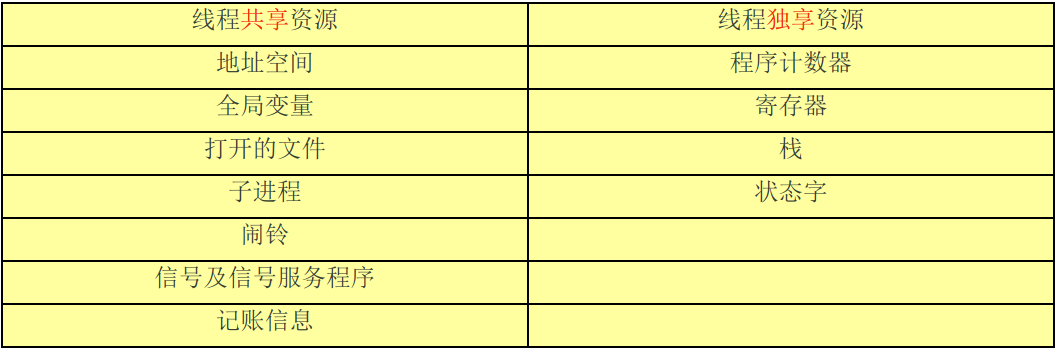 线程共享资源 线程独享资源
地址空间 程序计数器
全局变量 寄存器
打开的文件 栈
子进程 状态字
闹铃
信号及信号服务程序
记账信息